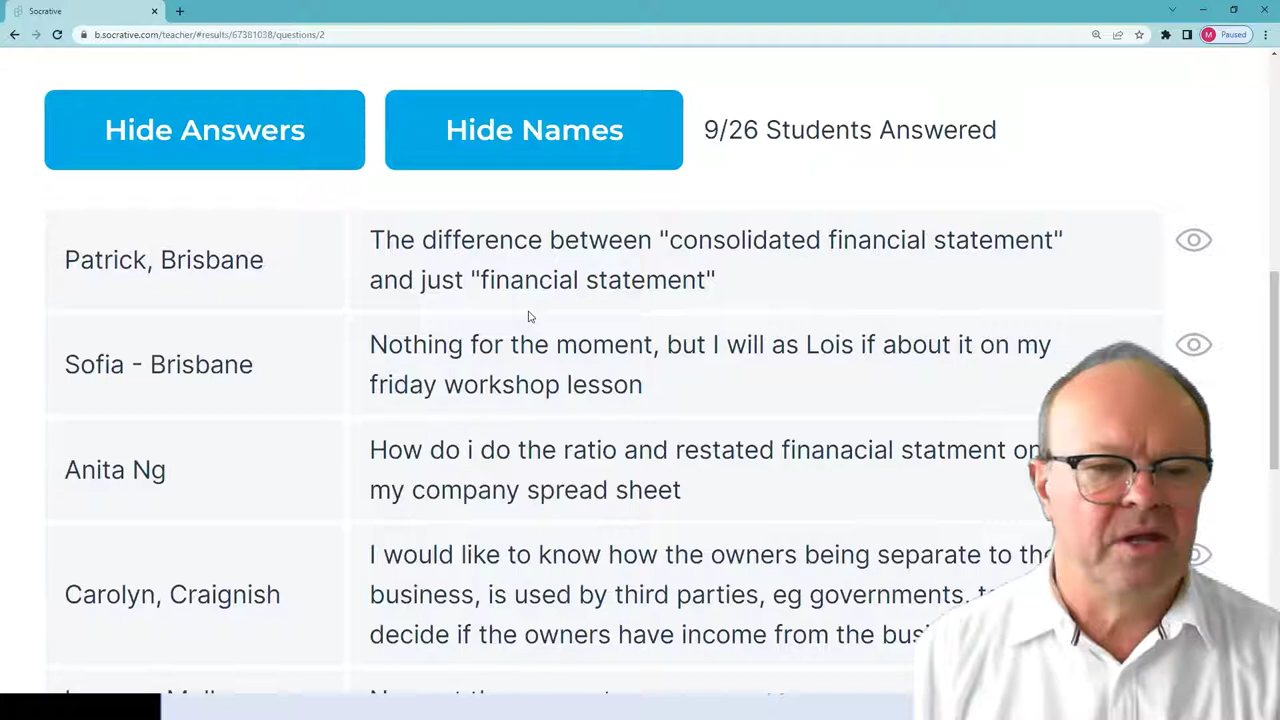 Socrative
b.socrative.com/teacher/#results/67381038/questions/2
M Paused
Hide Answers
Hide Names
9/26 Students Answered
Patrick, Brisbane
The difference between "consolidated financial statement"
and just "financial statement"
Sofia - Brisbane
Nothing for the moment, but I will as Lois if about it on my
friday workshop lesson
Anita Ng
How do i do the ratio and restated finanacial statment on
my company spread sheet
Carolyn, Craignish
I would like to know how the owners being separate to the
business, is used by third parties, eg governments,
decide if the owners have income from the